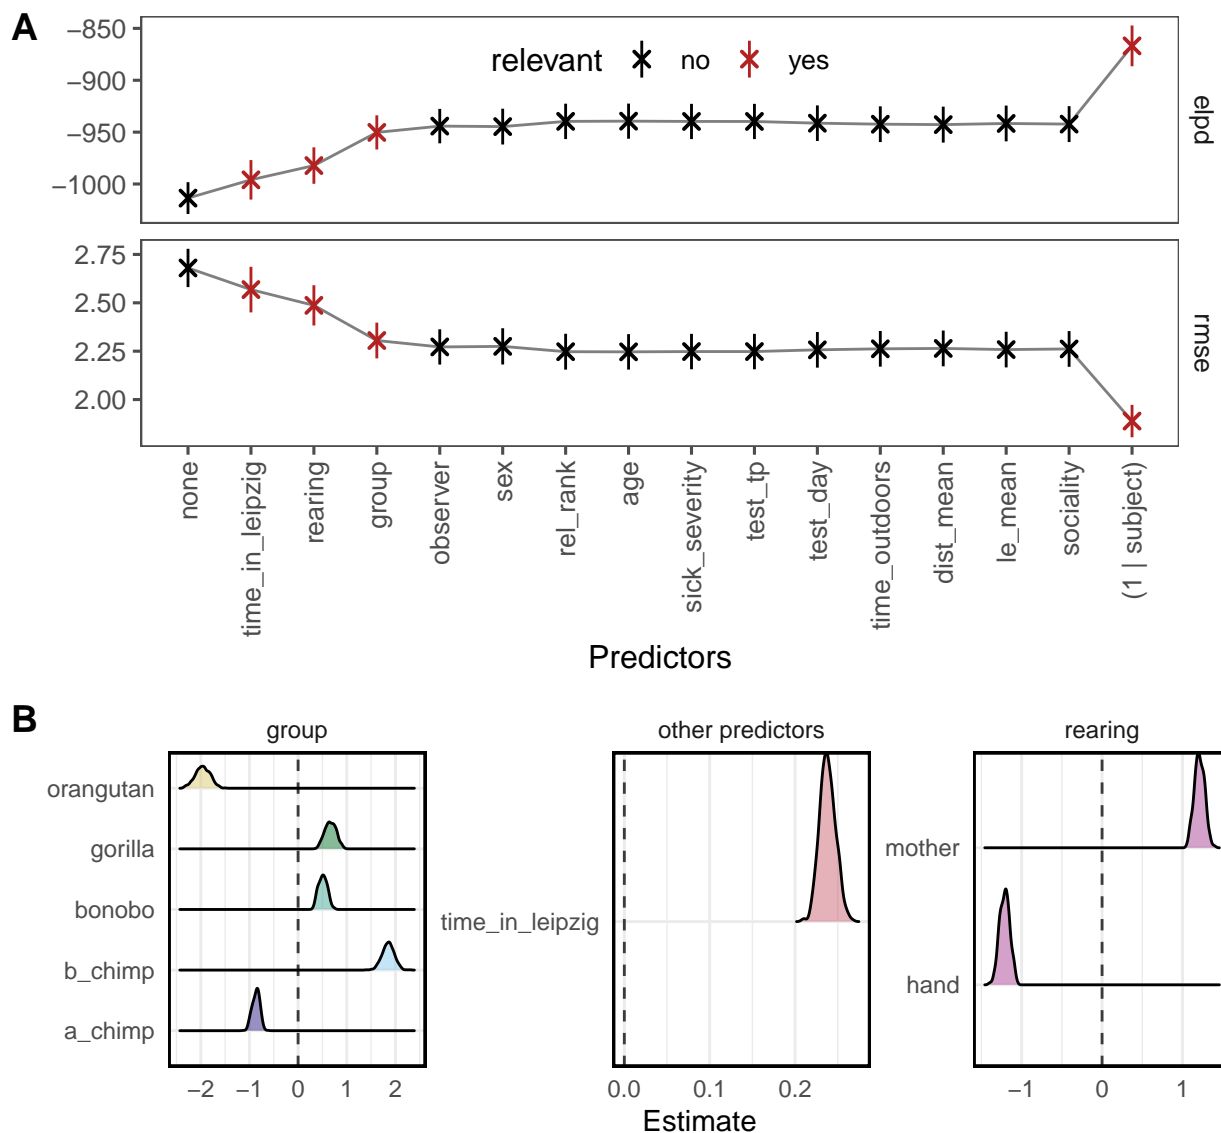 A
−850
−900
−950
−1000
relevant no yes
elpd
2.75
2.50
2.25
2.00
rmse
none
time_in_leipzig
rearing
group
observer
sex
rel_rank
age
sick_severity
test_tp
test_day
time_outdoors
dist_mean
le_mean
sociality
(1 | subject)
Predictors
B
group
orangutan
gorilla
bonobo
b_chimp
a_chimp
−2 −1 0 1 2
other predictors
time_in_leipzig
0.0 0.1 0.2
rearing
mother
hand
−1 0 1
Estimate